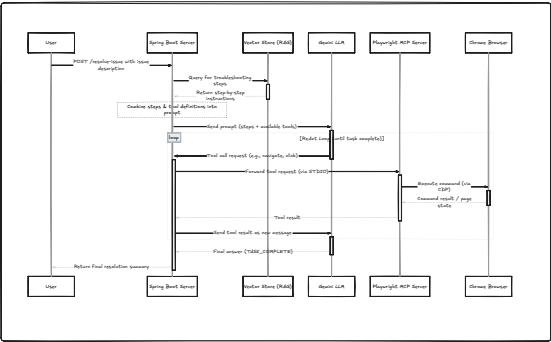 User
Spring Boot Server
Vector Store (RAG)
Gemini LLM
Playwright MCP Server
Chrome Browser
POST /resolve-issue with issue
description
Query for troubleshooting
steps
Return step-by-step
instructions
Combine steps & tool definitions into
prompt
Send prompt (steps + available tools)
loop
until task complete)]
Tool call request (e.g., navigate, click)
Forward tool request (via STDIO)
Execute command (via
CDP)
Command result / page
state
Tool result
Send tool result as new message
Final answer (TASK_COMPLETE)
Return final resolution summary
User
Spring Boot Server
Vector Store (RAG)
Gemini LLM
Playwright MCP Server
Chrome Browser